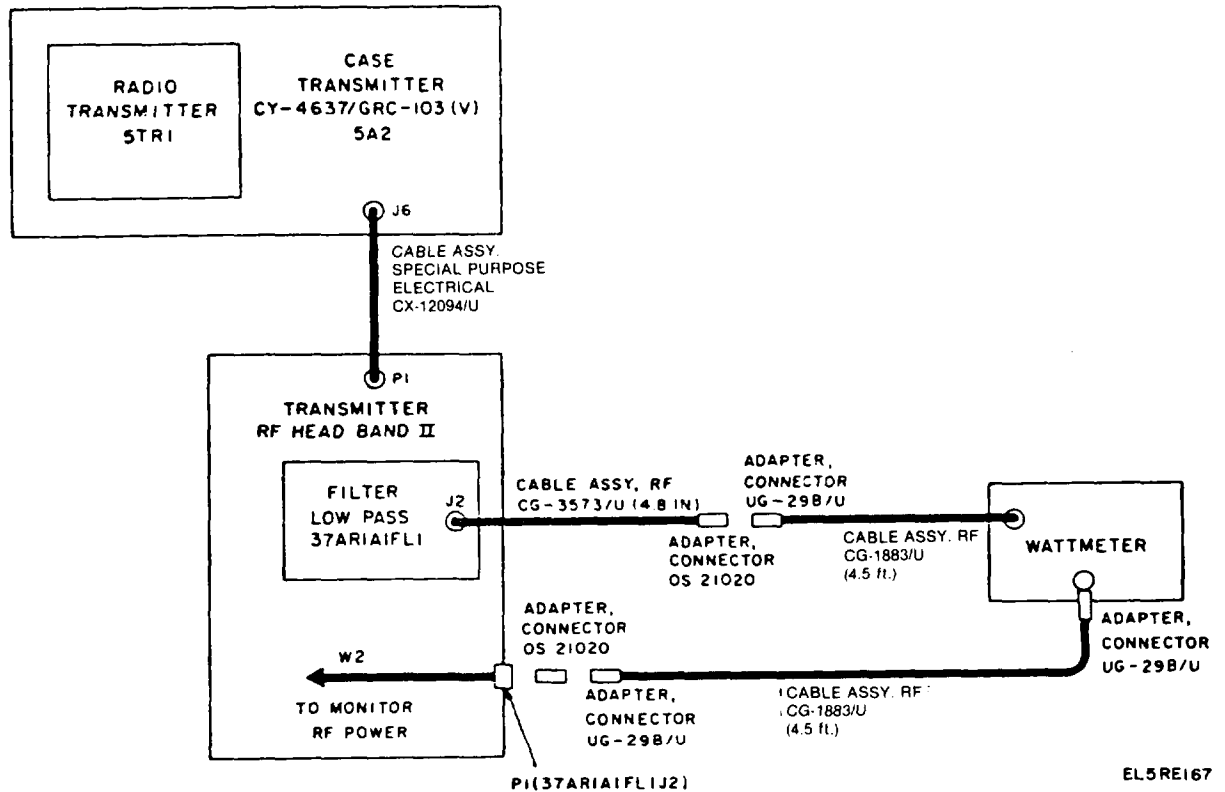 RADIO
TRANSMITTER
5TR1
CASE
TRANSMITTER
CY-4637/GRC-103(V)
5A2
J6
CABLE ASSY.
SPECIAL PURPOSE
ELECTRICAL
CX-12094/U
P1
TRANSMITTER
RF HEAD BAND II
FILTER
LOW PASS
37AR1A1FL1
J2
CABLE ASSY, RF
CG-3573/U (4.8 IN)
ADAPTER,
CONNECTOR
OS 21020
ADAPTER,
CONNECTOR
UG-29B/U
CABLE ASSY. RF
CG-1883/U
(4.5 ft.)
WATTMETER
ADAPTER,
CONNECTOR
UG-29B/U
ADAPTER,
CONNECTOR
OS 21020
W2
TO MONITOR
RF POWER
ADAPTER,
CONNECTOR
UG-29B/U
CABLE ASSY. RF
CG-1883/U
(4.5 ft.)
P1(37AR1A1FL1J2)
EL5RE167